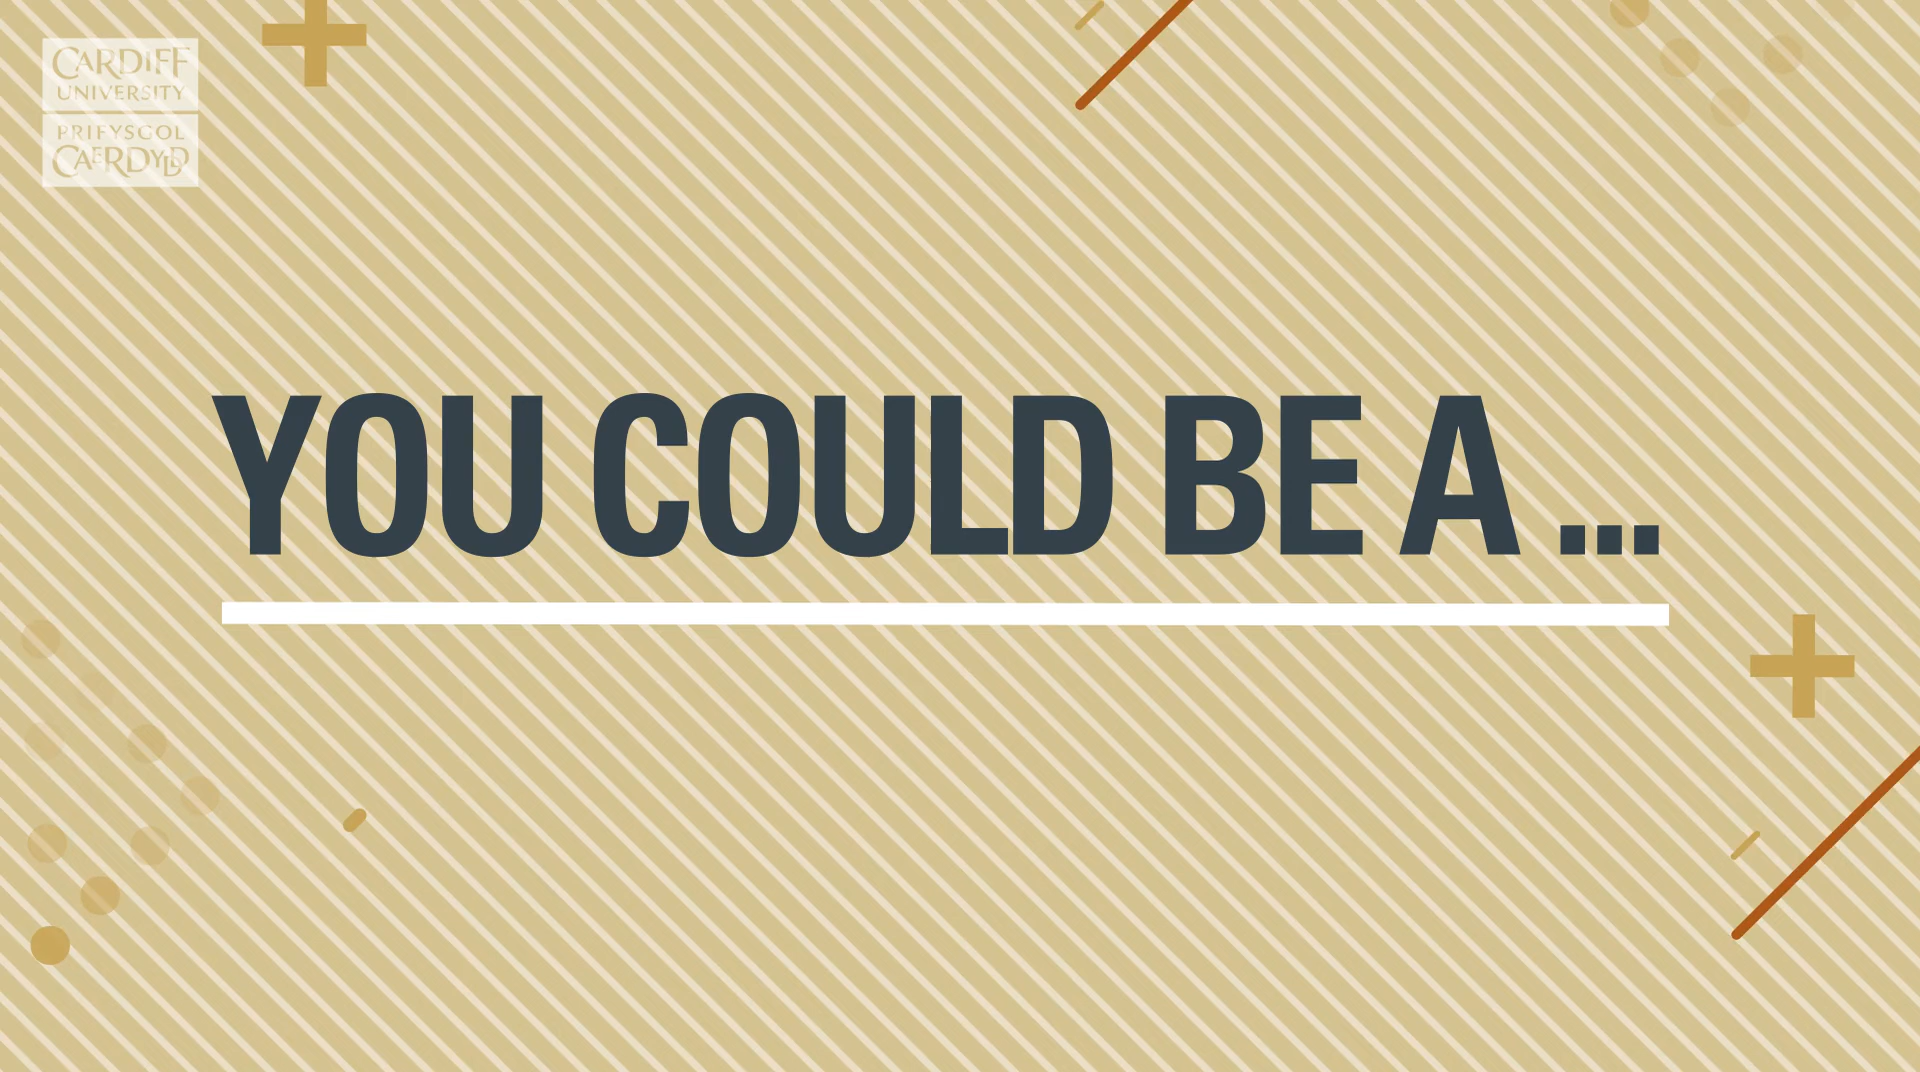 CARDIFF
UNIVERSITY
PRIFYSGOL
CAERDYDD
YOU COULD BE A ...